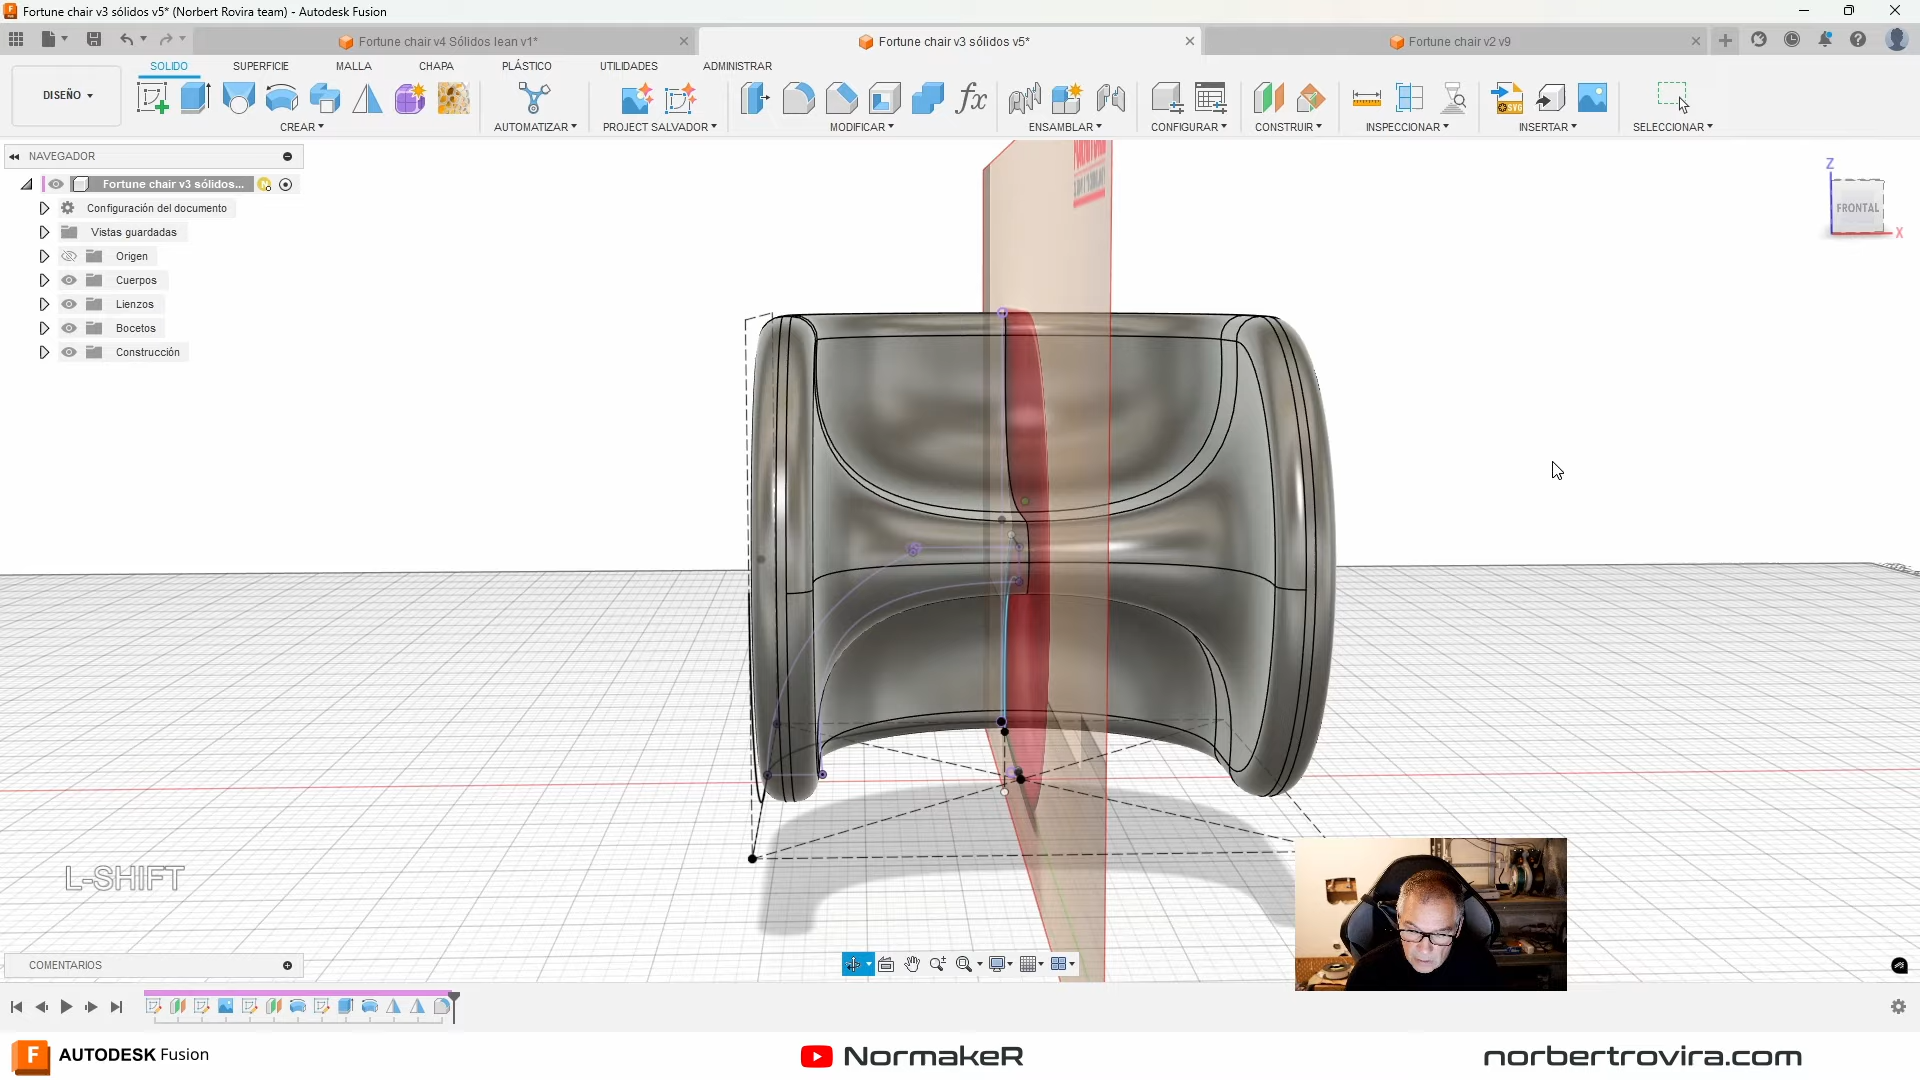 Fortune chair v3 sólidos v5* (Norbert Rovira team) - Autodesk Fusion
Fortune chair v4 Sólidos lean v1*
Fortune chair v3 sólidos v5*
Fortune chair v2 v9
SOLIDO
SUPERFICIE
MALLA
CHAPA
PLÁSTICO
UTILIDADES
ADMINISTRAR
DISEÑO
CREAR
AUTOMATIZAR
PROJECT SALVADOR
MODIFICAR
ENSAMBLAR
CONFIGURAR
CONSTRUIR
INSPECCIONAR
INSERTAR
SELECCIONAR
NAVEGADOR
Fortune chair v3 sólidos...
Configuración del documento
Vistas guardadas
Origen
Cuerpos
Lienzos
Bocetos
Construcción
Z
FRONTAL
X
L-SHIFT
COMENTARIOS
F AUTODESK Fusion
NormakeR
norbertrovira.com